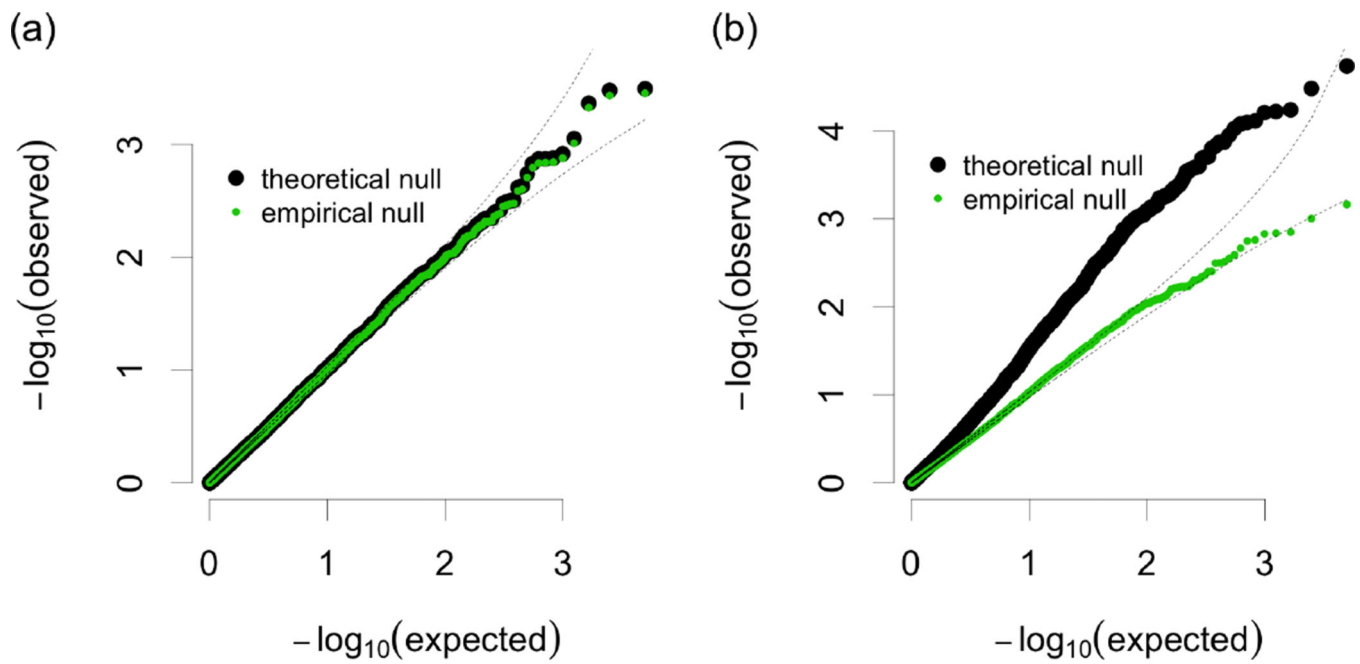 (a)
−log₁₀(observed)
3
2
1
0
theoretical null
empirical null
0 1 2 3
−log₁₀(expected)
(b)
−log₁₀(observed)
4
3
2
1
0
theoretical null
empirical null
0 1 2 3
−log₁₀(expected)